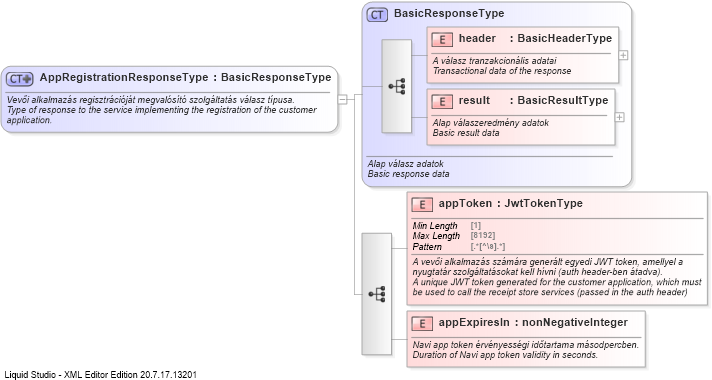 CT
BasicResponseType
E header : BasicHeaderType
A válasz tranzakcionális adatai
Transactional data of the response
CT AppRegistrationResponseType : BasicResponseType
Vevői alkalmazás regisztrációját megvalósító szolgáltatás válasz típusa.
Type of response to the service implementing the registration of the customer
application.
E result : BasicResultType
Alap válaszeredmény adatok
Basic result data
Alap válasz adatok
Basic response data
E appToken : JwtTokenType
Min Length [1]
Max Length [8192]
Pattern [.*[^\s].*]
A vevői alkalmazás számára generált egyedi JWT token, amellyel a
nyugtatár szolgáltatásokat kell hívni (auth header-ben átadva).
A unique JWT token generated for the customer application, which must
be used to call the receipt store services (passed in the auth header)
E appExpiresIn : nonNegativeInteger
Navi app token érvényességi időtartama másodpercben.
Duration of Navi app token validity in seconds.
Liquid Studio - XML Editor Edition 20.7.17.13201